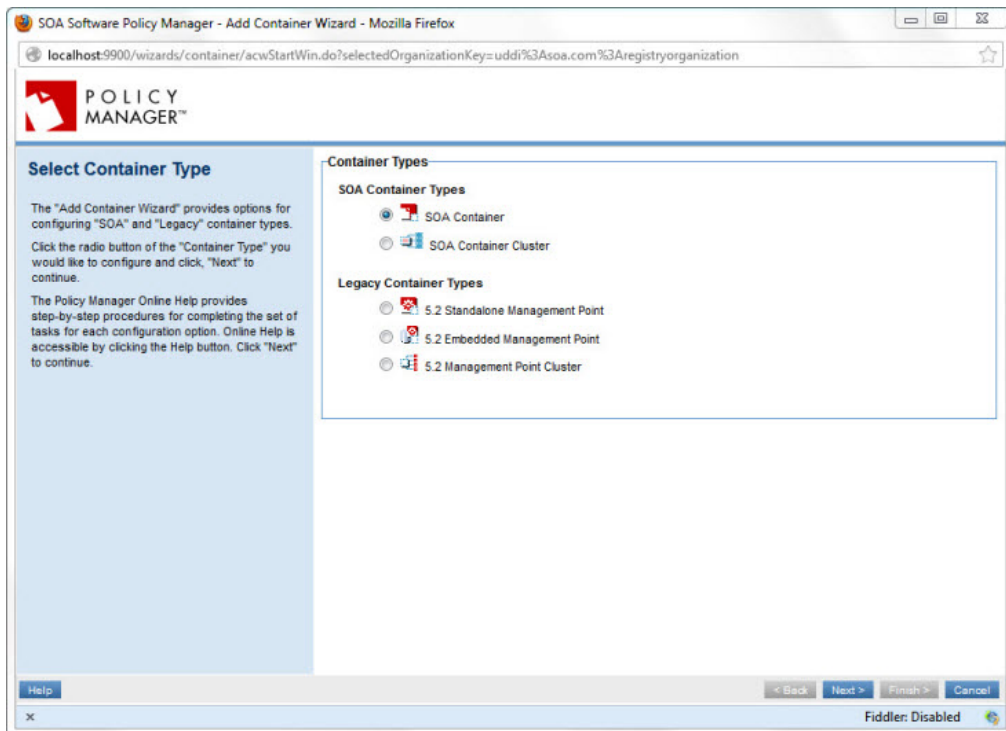 SOA Software Policy Manager - Add Container Wizard - Mozilla Firefox
localhost:9900/wizards/container/acwStartWin.do?selectedOrganizationKey=uddi%3Asoa.com%3Aregistryorganization
POLICY
MANAGER™
Select Container Type
The "Add Container Wizard" provides options for
configuring "SOA" and "Legacy" container types.
Click the radio button of the "Container Type" you
would like to configure and click, "Next" to
continue.
The Policy Manager Online Help provides
step-by-step procedures for completing the set of
tasks for each configuration option. Online Help is
accessible by clicking the Help button. Click "Next"
to continue.
Container Types
SOA Container Types
SOA Container
SOA Container Cluster
Legacy Container Types
5.2 Standalone Management Point
5.2 Embedded Management Point
5.2 Management Point Cluster
Help
< Back
Next >
Finish >
Cancel
Fiddler: Disabled